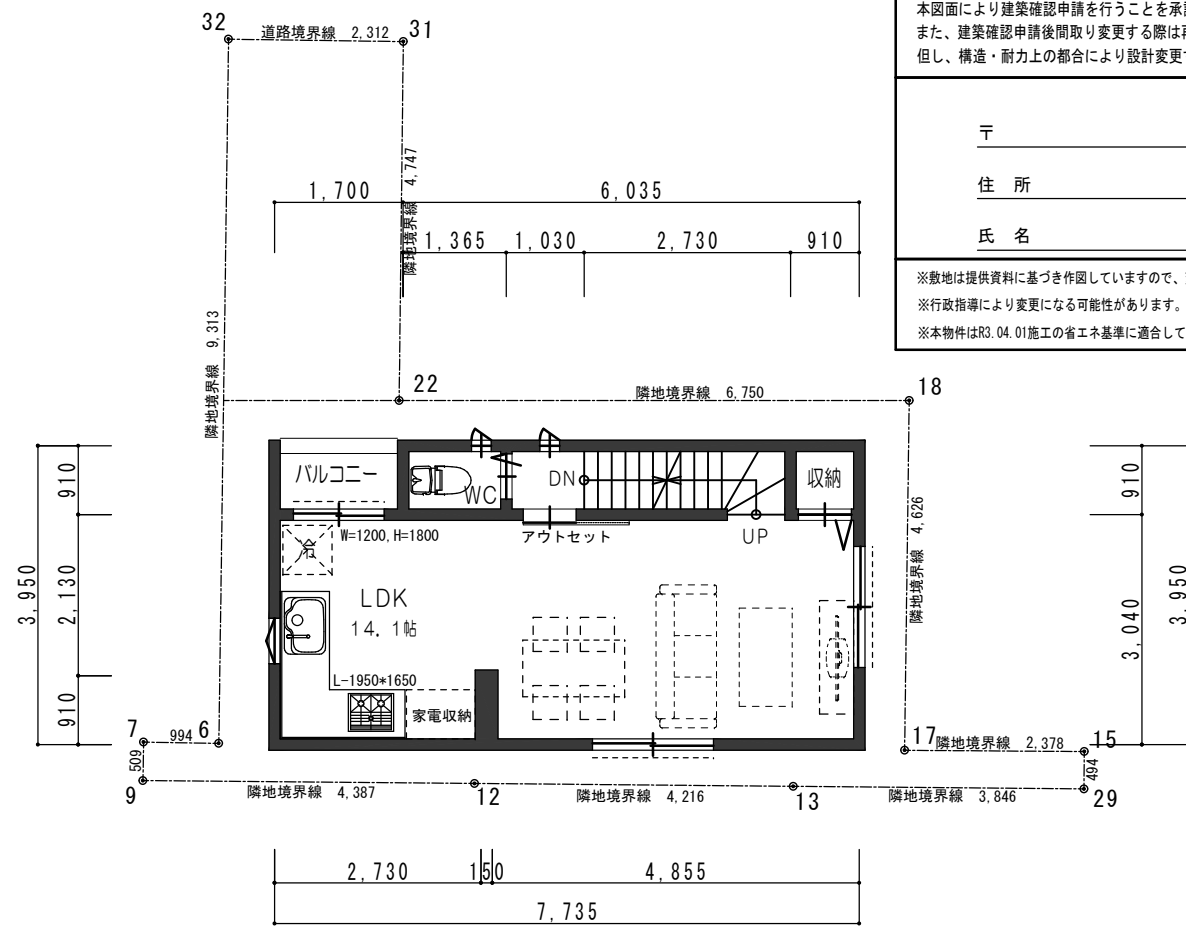 本図面により建築確認申請を行うことを承
また、建築確認申請後間取り変更する際は
但し、構造・耐力上の都合により設計変更
〒
住 所
氏 名
※敷地は提供資料に基づき作図していますので、
※行政指導により変更になる可能性があります。
※本物件はR3.04.01施工の省エネ基準に適合して
32
道路境界線 2,312
31
隣地境界線 4,747
1,700
6,035
1,365
1,030
2,730
910
隣地境界線 9,313
22
隣地境界線 6,750
18
バルコニー
WC
DN
収納
UP
W=1200,H=1800
アウトセット
冷
LDK
14.1帖
L-1950*1650
家電収納
隣地境界線 4,626
3,950
910
2,130
910
910
3,040
3,950
7
994
6
509
9
隣地境界線 4,387
12
隣地境界線 4,216
13
隣地境界線 3,846
17
隣地境界線 2,378
15
494
29
2,730
150
4,855
7,735